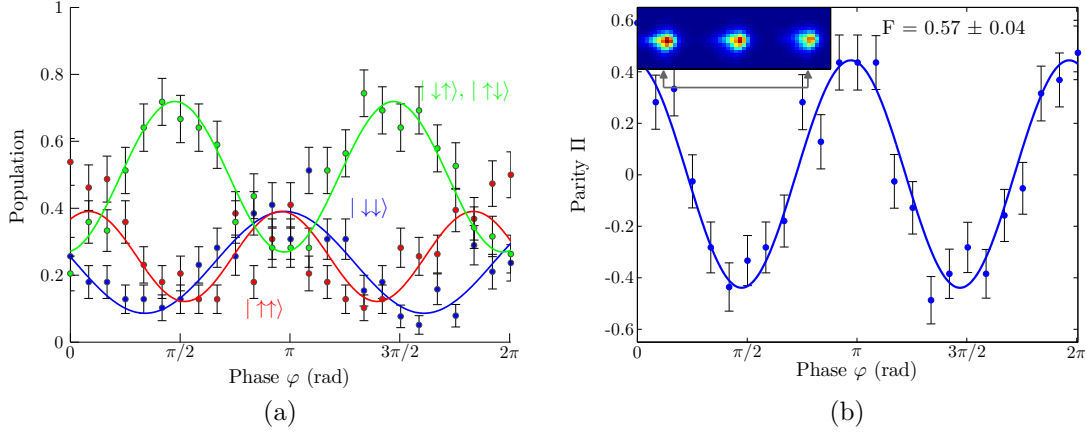 1
0.8
0.6
0.4
0.2
0
Population
| ↓↑⟩, | ↑↓⟩
| ↓↓⟩
| ↑↑⟩
0 π/2 π 3π/2 2π
Phase φ (rad)
(a)
F = 0.57 ± 0.04
0.6
0.4
0.2
0
-0.2
-0.4
-0.6
Parity Π
0 π/2 π 3π/2 2π
Phase φ (rad)
(b)